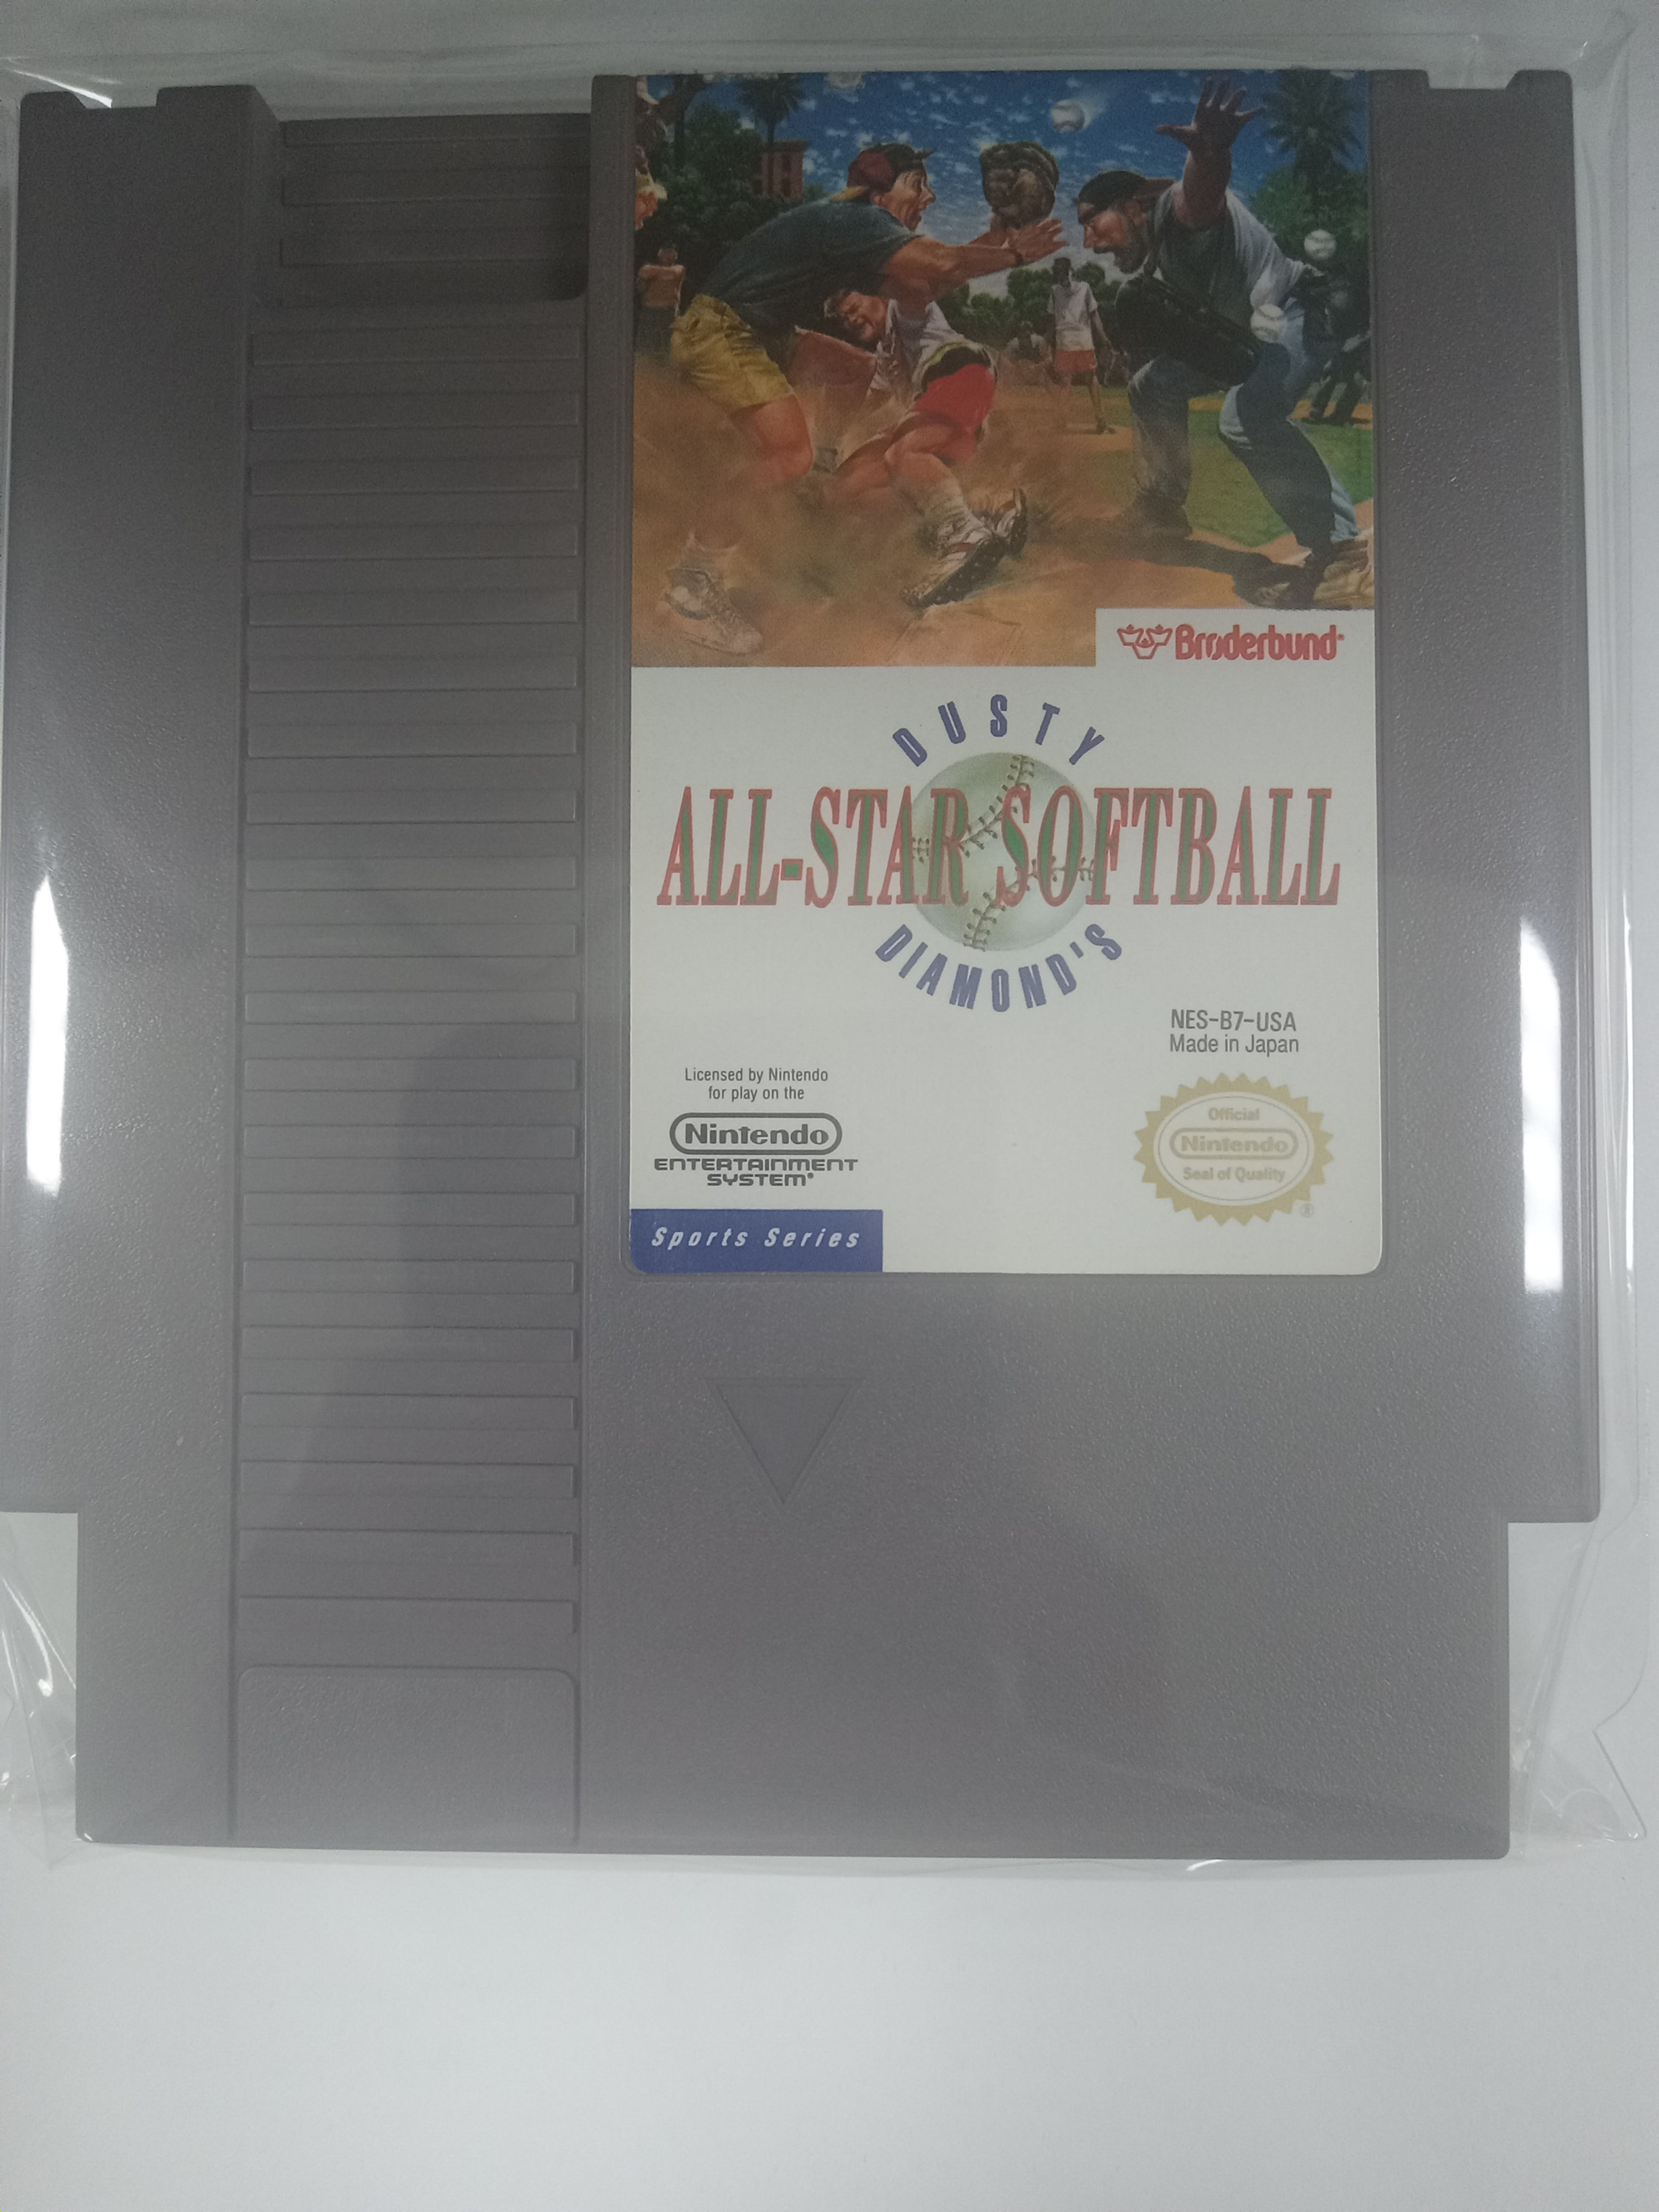 Brøderbund
DUSTY
ALL-STAR SOFTBALL
DIAMOND'S
NES-B7-USA
Made in Japan
Licensed by Nintendo
for play on the
Nintendo
ENTERTAINMENT
SYSTEM®
Official
Nintendo
Seal of Quality
®
Sports Series